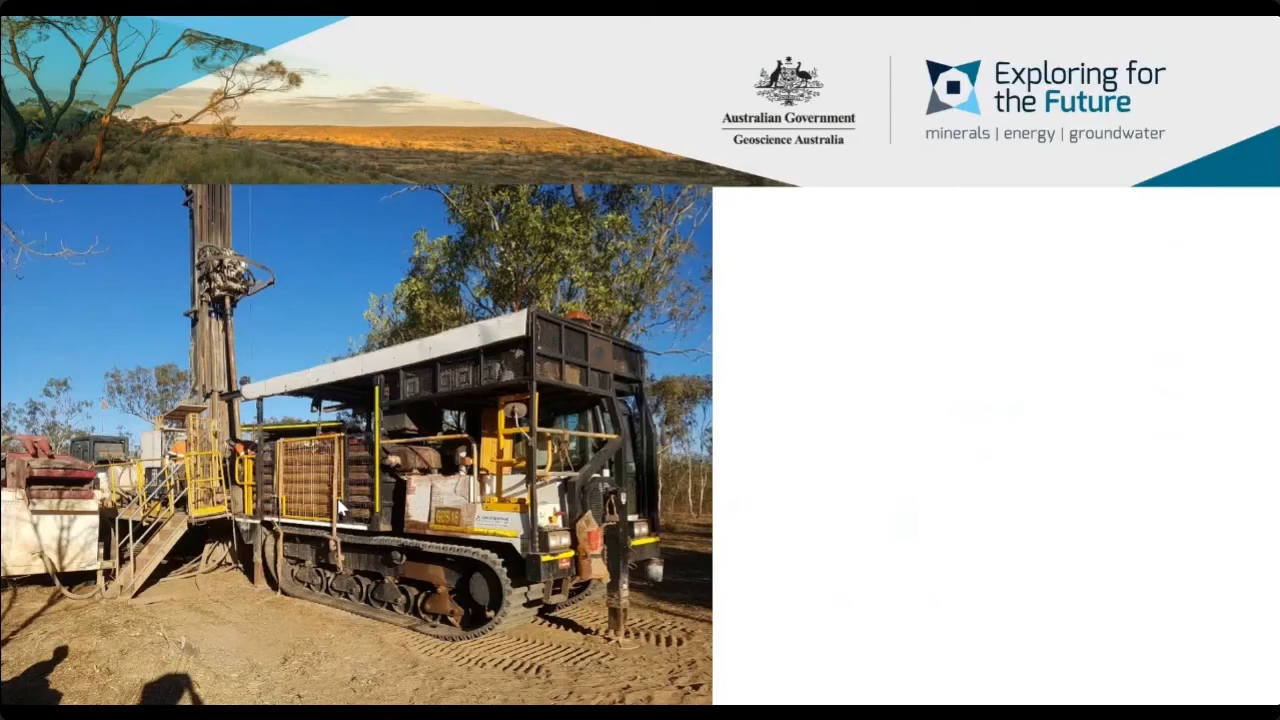 Australian Government
Geoscience Australia
Exploring for
the Future
minerals | energy | groundwater